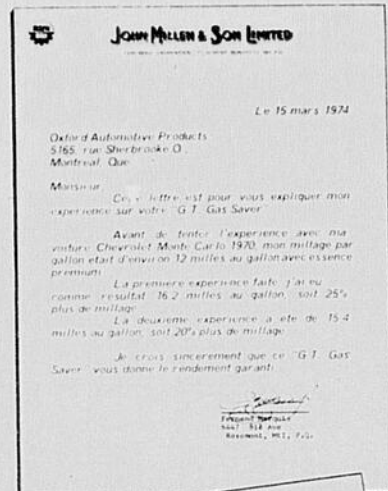 JOHN MILLEN & SON LIMITED
Le 15 mars 1974
Oxford Automotive Products
5165, rue Sherbrooke O.,
Montreal, Que.
Monsieur,
Cette lettre est pour vous expliquer mon
experience sur votre "G.T. Gas Saver".
Avant de tenter l'experience avec ma
voiture Chevrolet Monte Carlo 1970, mon millage par
gallon etait d'environ 12 milles au gallon avec essence
premium.
La premiere experience faite, j'ai eu
comme resultat 16.2 milles au gallon, soit 25%
plus de millage.
La deuxieme experience a ete de 15.4
milles au gallon, soit 20% plus de millage.
Je crois sincerement que ce "G.T. Gas
Saver" vous donne le rendement garanti.
Rosemont, Mtl, P.Q.